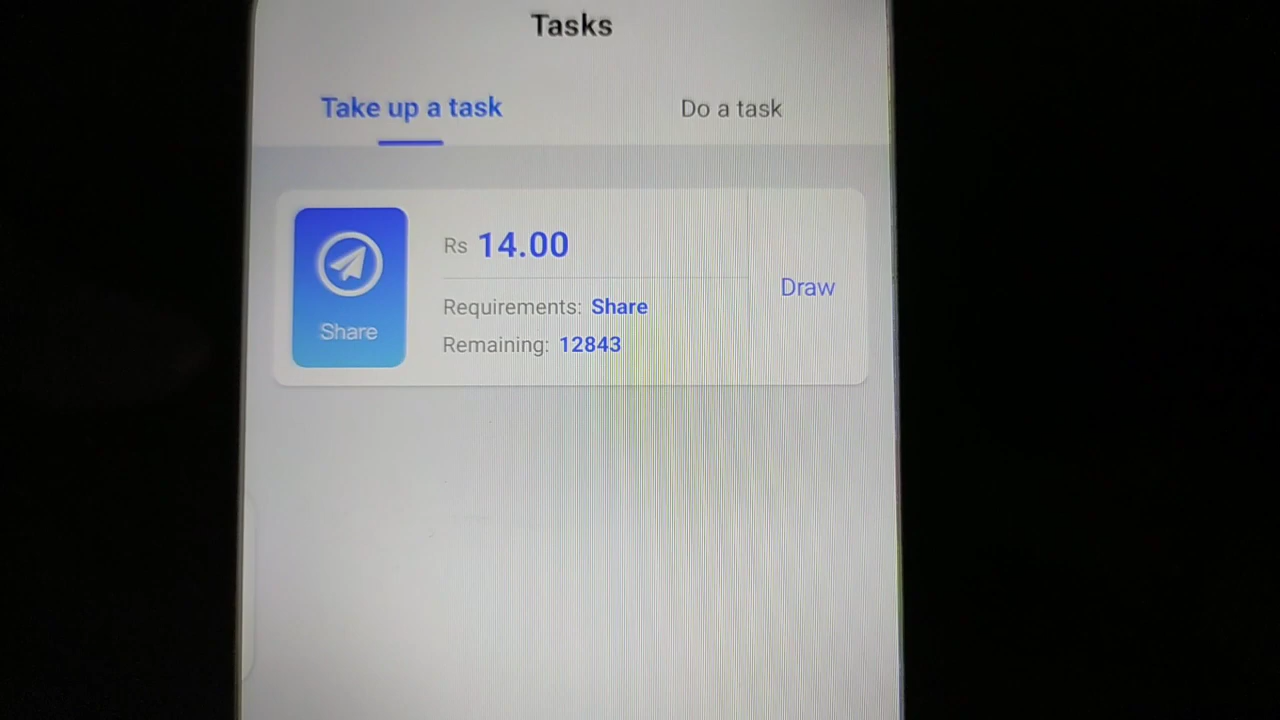 Tasks
Take up a task
Do a task
Rs 14.00
Requirements: Share
Remaining: 12843
Share
Draw